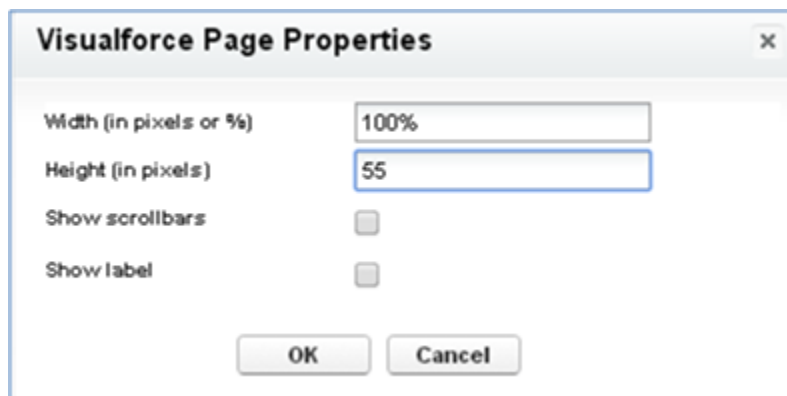 Visualforce Page Properties
Width (in pixels or %) 100%
Height (in pixels) 55
Show scrollbars
Show label
OK Cancel